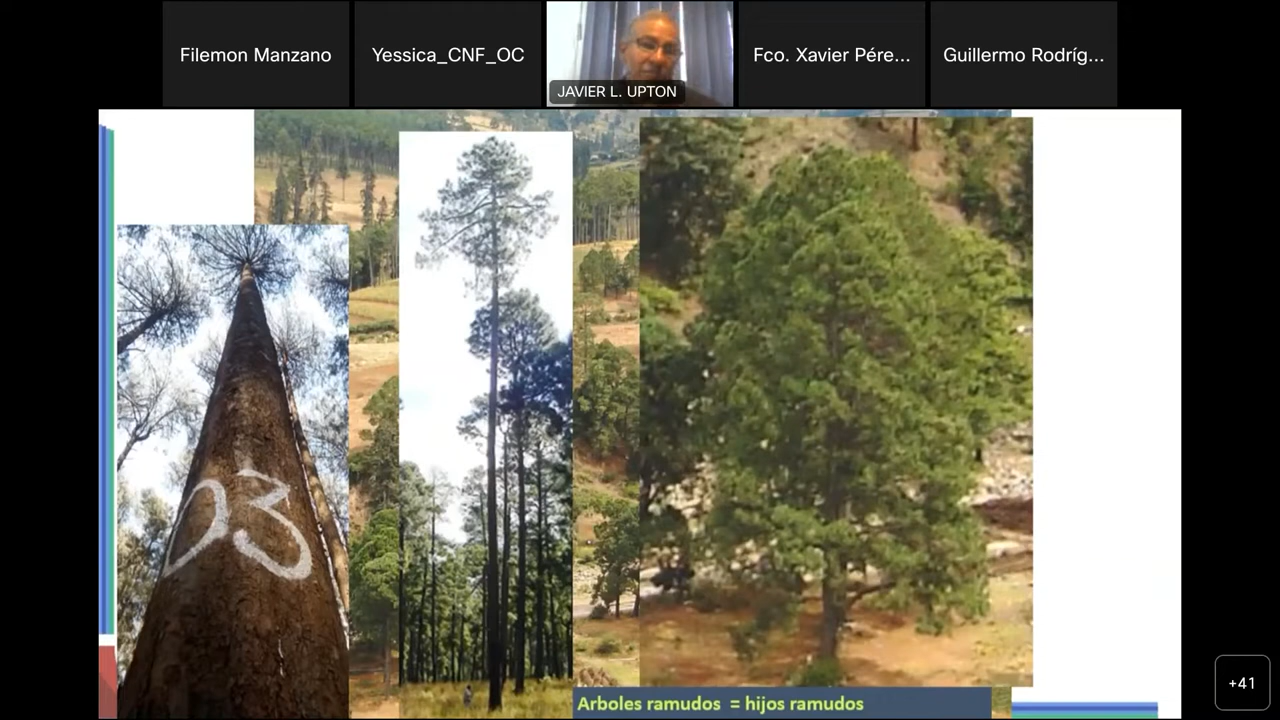 Filemon Manzano
Yessica_CNF_OC
JAVIER L. UPTON
Fco. Xavier Pére...
Guillermo Rodríg...
03
Arboles ramudos = hijos ramudos
+41